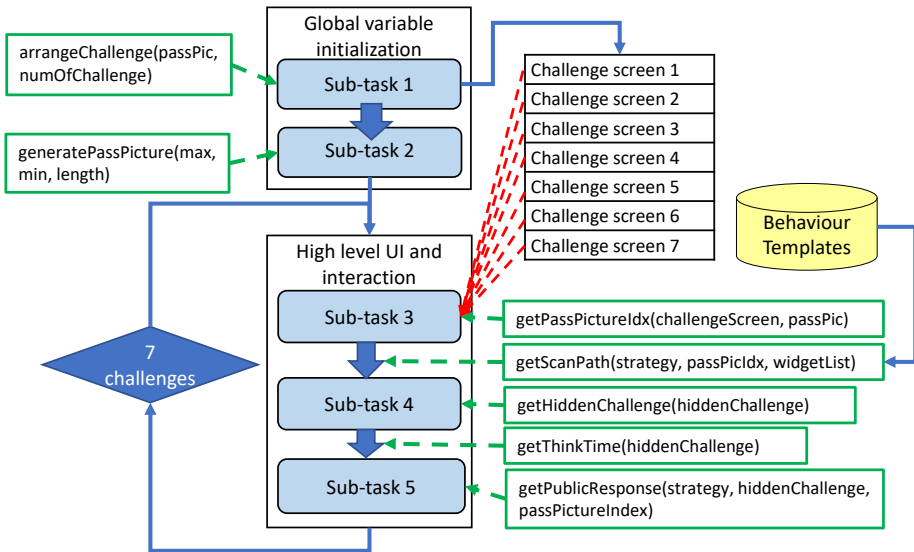 Global variable
initialization
arrangeChallenge(passPic,
numOfChallenge)
Sub-task 1
Sub-task 2
generatePassPicture(max,
min, length)
Challenge screen 1
Challenge screen 2
Challenge screen 3
Challenge screen 4
Challenge screen 5
Challenge screen 6
Challenge screen 7
Behaviour
Templates
High level UI and
interaction
Sub-task 3
Sub-task 4
Sub-task 5
7
challenges
getPassPictureIdx(challengeScreen, passPic)
getScanPath(strategy, passPicIdx, widgetList)
getHiddenChallenge(hiddenChallenge)
getThinkTime(hiddenChallenge)
getPublicResponse(strategy, hiddenChallenge,
passPictureIndex)